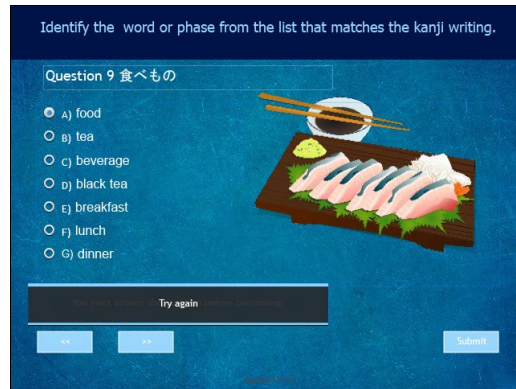 Identify the word or phase from the list that matches the kanji writing.
Question 9 食べもの
A) food
B) tea
C) beverage
D) black tea
E) breakfast
F) lunch
G) dinner
Try again
<< >> Submit